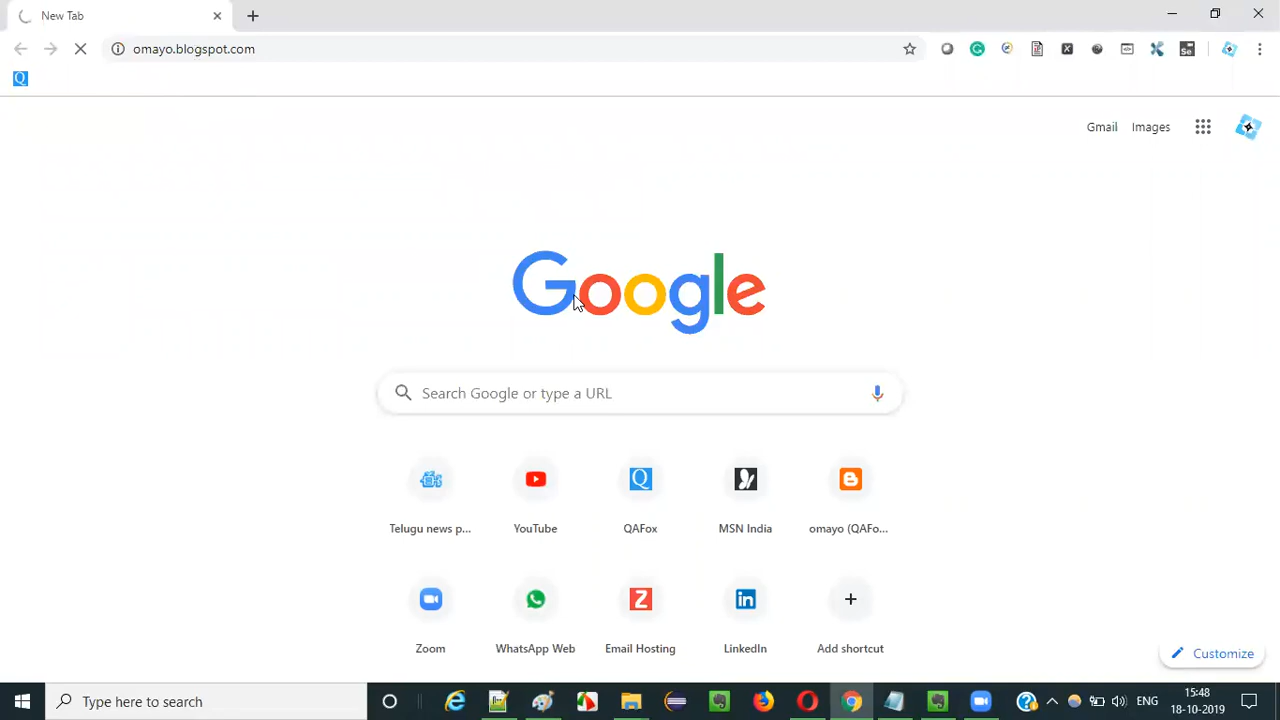 New Tab
omayo.blogspot.com
Q
Gmail Images
Google
Search Google or type a URL
Telugu news p... YouTube QAFox MSN India omayo (QAFo...
Zoom WhatsApp Web Email Hosting LinkedIn Add shortcut
Customize
Type here to search
ENG
15:48
18-10-2019